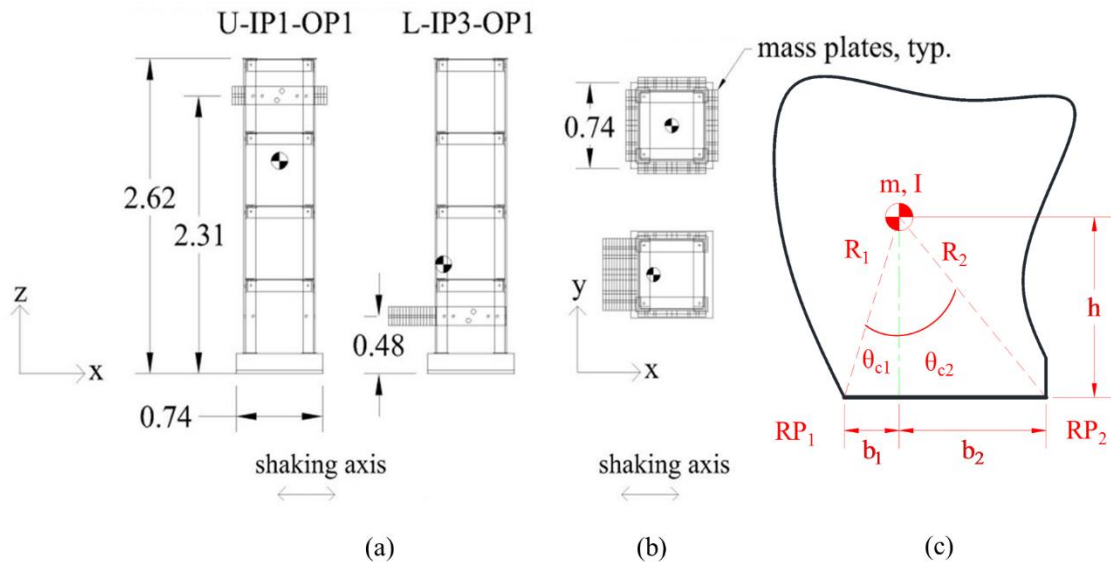 U-IP1-OP1
L-IP3-OP1
2.62
2.31
0.48
0.74
z
x
shaking axis
(a)
mass plates, typ.
0.74
y
x
shaking axis
(b)
m, I
R1
R2
h
θc1
θc2
RP1
b1
b2
RP2
(c)